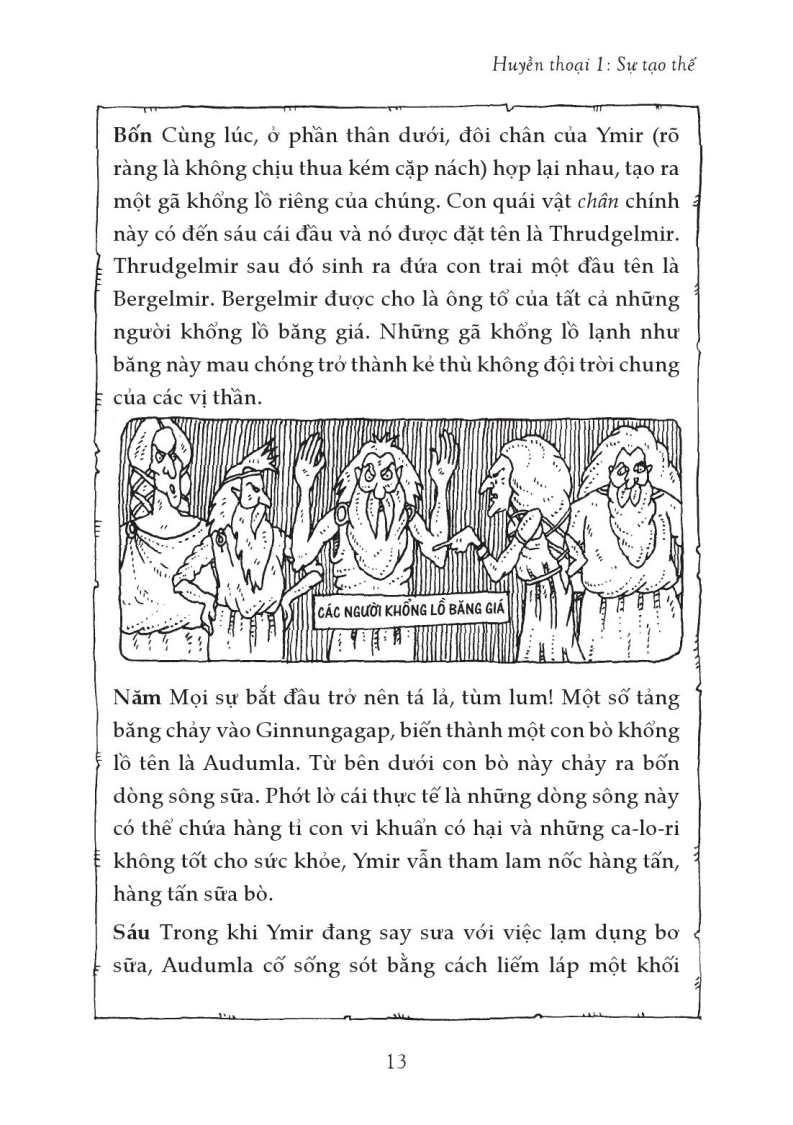 Huyền thoại 1: Sự tạo thế
Bốn Cùng lúc, ở phần thân dưới, đôi chân của Ymir (rõ
ràng là không chịu thua kém cặp nách) hợp lại nhau, tạo ra
một gã khổng lồ riêng của chúng. Con quái vật chân chính
này có đến sáu cái đầu và nó được đặt tên là Thrudgelmir.
Thrudgelmir sau đó sinh ra đứa con trai một đầu tên là
Bergelmir. Bergelmir được cho là ông tổ của tất cả những
người khổng lồ băng giá. Những gã khổng lồ lạnh như
băng này mau chóng trở thành kẻ thù không đội trời chung
của các vị thần.
CÁC NGƯỜI KHỔNG LỒ BĂNG GIÁ
Năm Mọi sự bắt đầu trở nên tá lả, tùm lum! Một số tảng
băng chảy vào Ginnungagap, biến thành một con bò khổng
lồ tên là Audumla. Từ bên dưới con bò này chảy ra bốn
dòng sông sữa. Phớt lờ cái thực tế là những dòng sông này
có thể chứa hàng tỉ con vi khuẩn có hại và những ca-lo-ri
không tốt cho sức khỏe, Ymir vẫn tham lam nốc hàng tấn,
hàng tấn sữa bò.
Sáu Trong khi Ymir đang say sưa với việc lạm dụng bơ
sữa, Audumla cố sống sót bằng cách liếm láp một khối
13